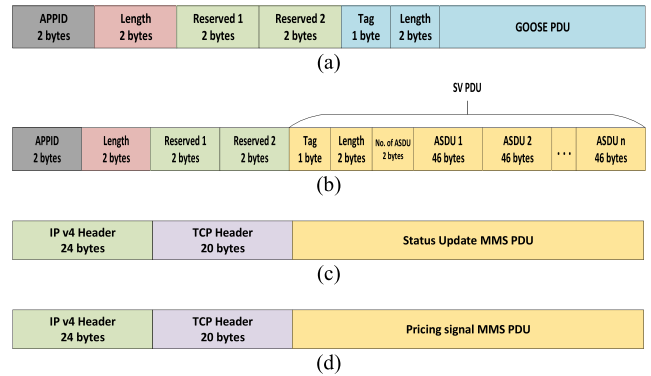 APPID Length Reserved 1 Reserved 2 Tag Length GOOSE PDU
2 bytes 2 bytes 2 bytes 2 bytes 1 byte 2 bytes
(a)
SV PDU
APPID Length Reserved 1 Reserved 2 Tag Length No. of ASDU ASDU 1 ASDU 2 ... ASDU n
2 bytes 2 bytes 2 bytes 2 bytes 1 byte 2 bytes 2 bytes 46 bytes 46 bytes 46 bytes
(b)
IP v4 Header TCP Header Status Update MMS PDU
24 bytes 20 bytes
(c)
IP v4 Header TCP Header Pricing signal MMS PDU
24 bytes 20 bytes
(d)